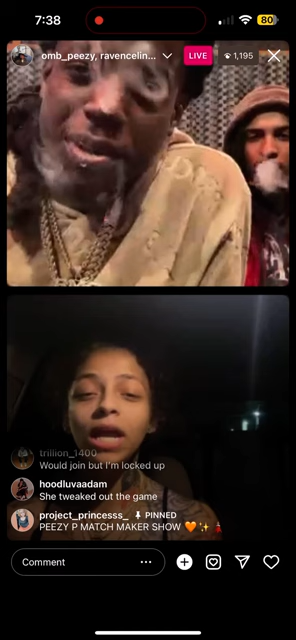 7:38
80
omb_peezy, ravencelin...
LIVE
1,195
trillion_1400
Would join but I'm locked up
hoodluvaadam
She tweaked out the game
project_princesss_ PINNED
PEEZY P MATCH MAKER SHOW 🧡✨💃
Comment